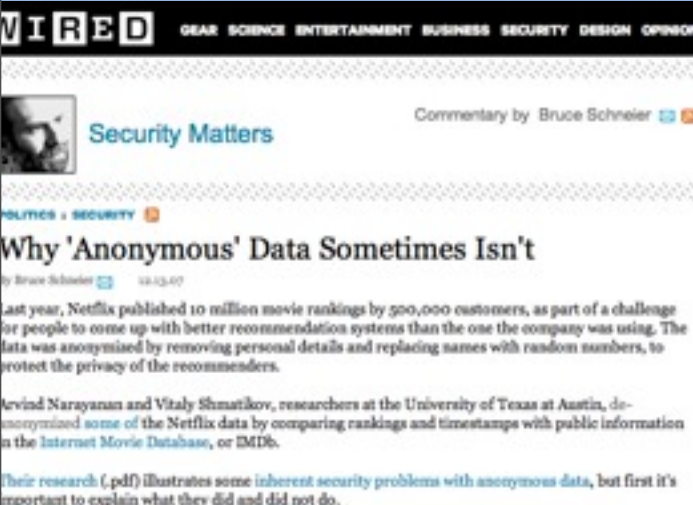 WIRED
GEAR SCIENCE ENTERTAINMENT BUSINESS SECURITY DESIGN OPINION
Commentary by Bruce Schneier
Security Matters
POLITICS : SECURITY
Why 'Anonymous' Data Sometimes Isn't
By Bruce Schneier 12.13.07
Last year, Netflix published 10 million movie rankings by 500,000 customers, as part of a challenge
for people to come up with better recommendation systems than the one the company was using. The
data was anonymized by removing personal details and replacing names with random numbers, to
protect the privacy of the recommenders.
Arvind Narayanan and Vitaly Shmatikov, researchers at the University of Texas at Austin, de-
anonymized some of the Netflix data by comparing rankings and timestamps with public information
in the Internet Movie Database, or IMDb.
Their research (.pdf) illustrates some inherent security problems with anonymous data, but first it's
important to explain what they did and did not do.